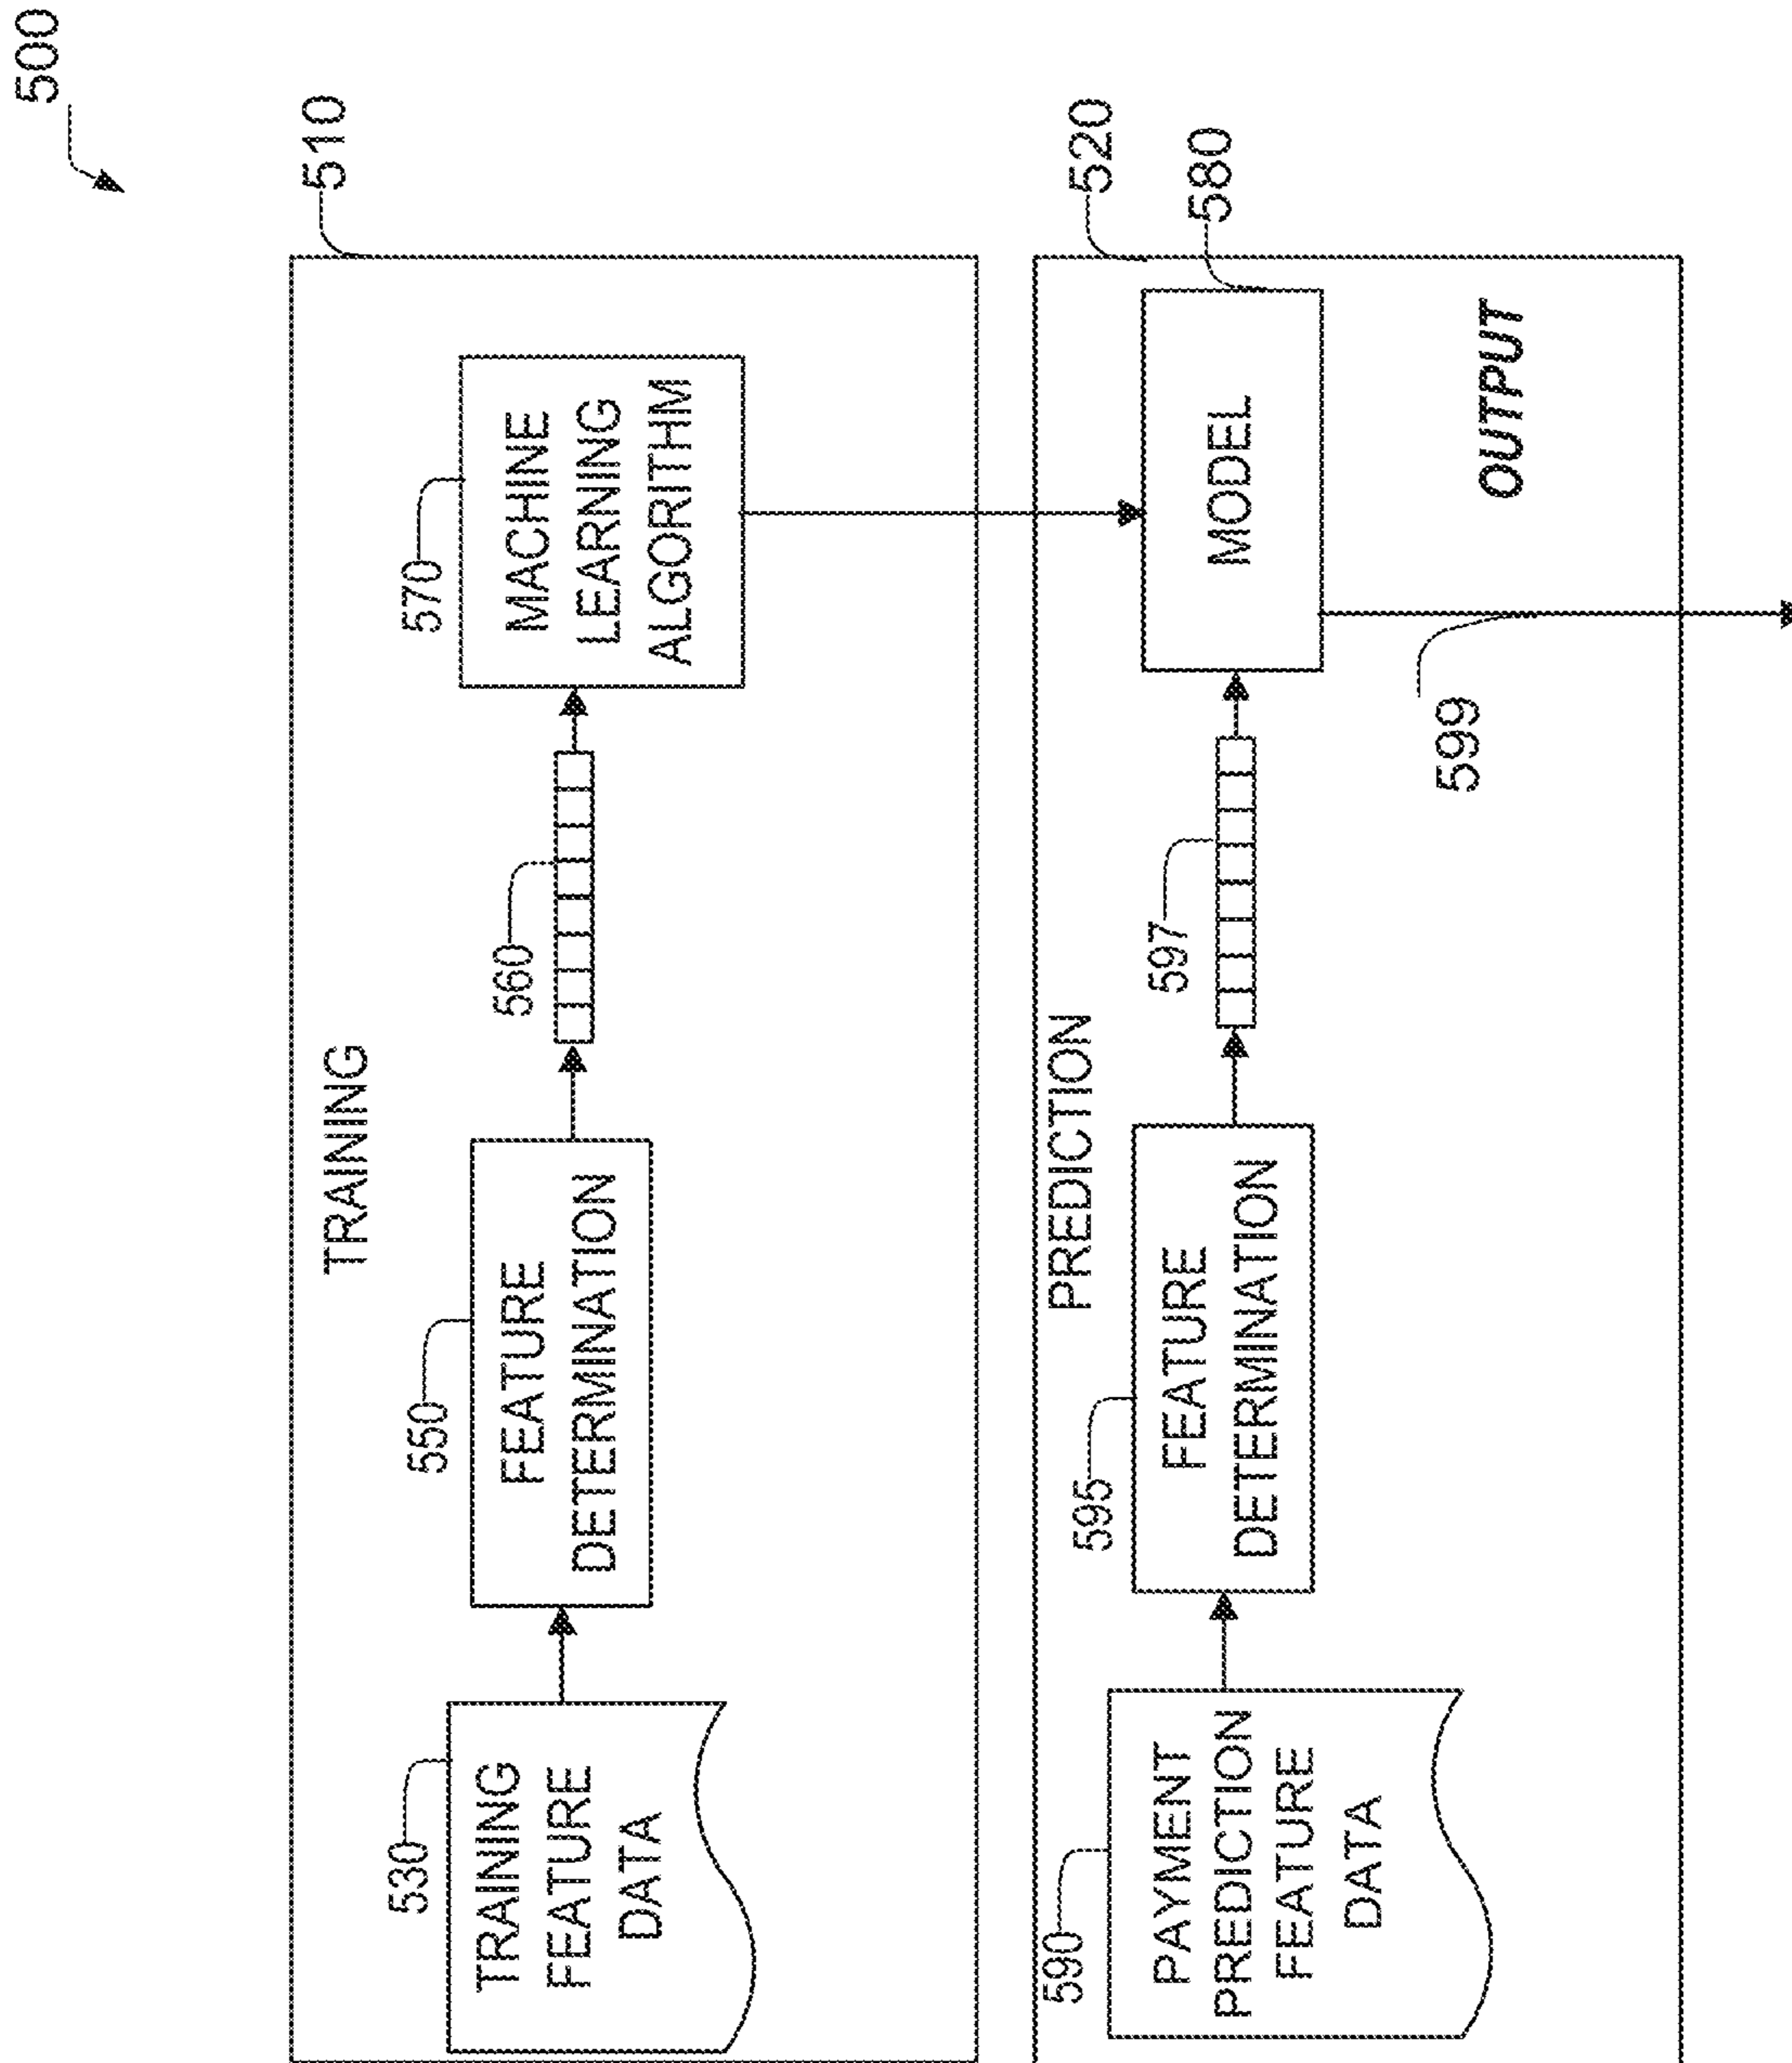 500
510
TRAINING
530
TRAINING
FEATURE
DATA
550
FEATURE
DETERMINATION
560
570
MACHINE
LEARNING
ALGORITHM
520
PREDICTION
590
PAYMENT
PREDICTION
FEATURE
DATA
595
FEATURE
DETERMINATION
597
580
MODEL
599
OUTPUT